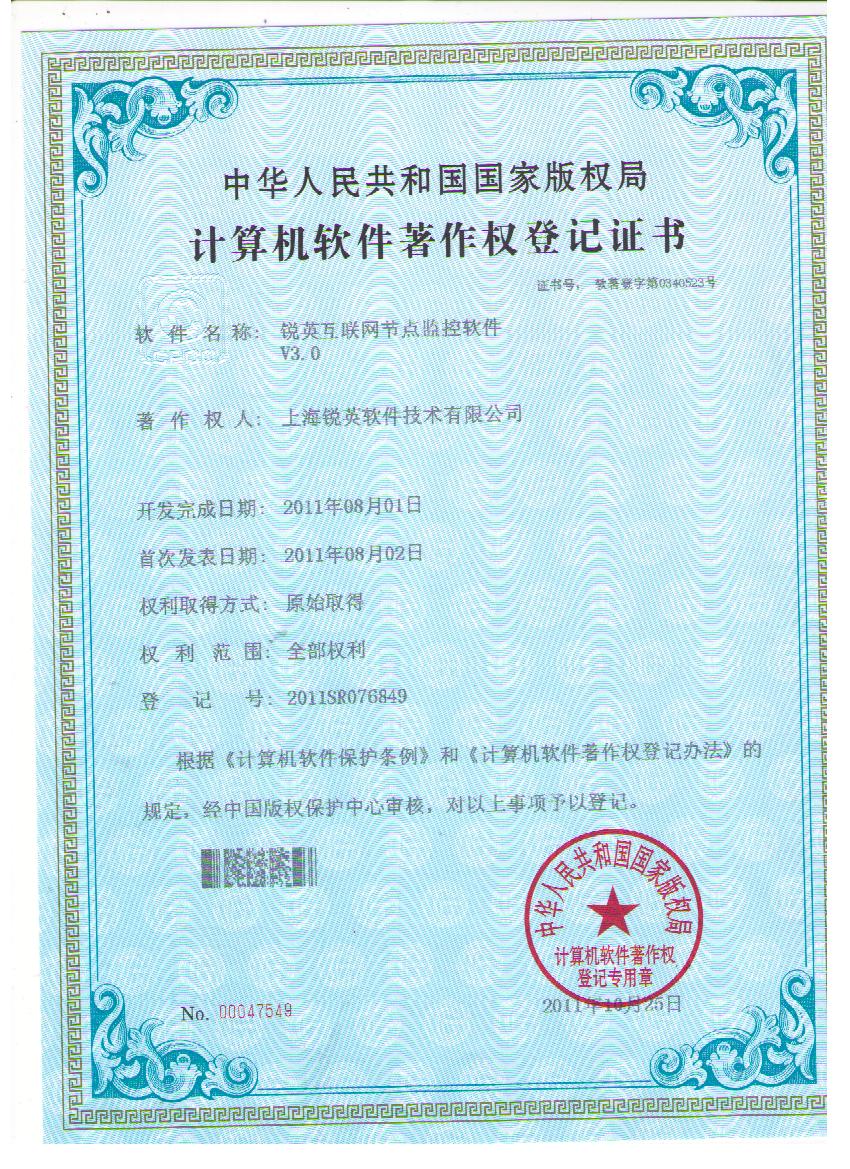 中华人民共和国国家版权局
计算机软件著作权登记证书
证书号： 软著登字第0340523号
软件名称： 锐英互联网节点监控软件
V3.0
著作权人： 上海锐英软件技术有限公司
开发完成日期： 2011年08月01日
首次发表日期： 2011年08月02日
权利取得方式： 原始取得
权利范围： 全部权利
登记号： 2011SR076849
根据《计算机软件保护条例》和《计算机软件著作权登记办法》的
规定，经中国版权保护中心审核，对以上事项予以登记。
中华人民共和国国家版权局
计算机软件著作权
登记专用章
No. 00047549
2011年10月25日